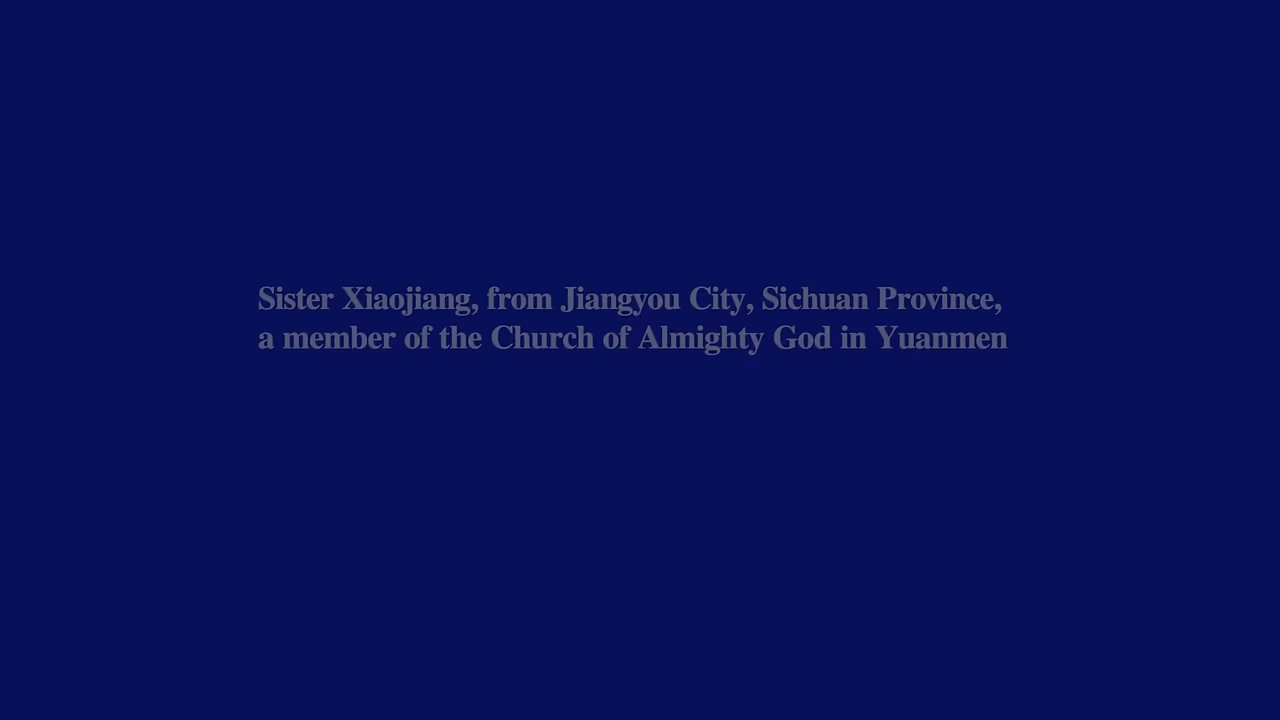 Sister Xiaojiang, from Jiangyou City, Sichuan Province,
a member of the Church of Almighty God in Yuanmen